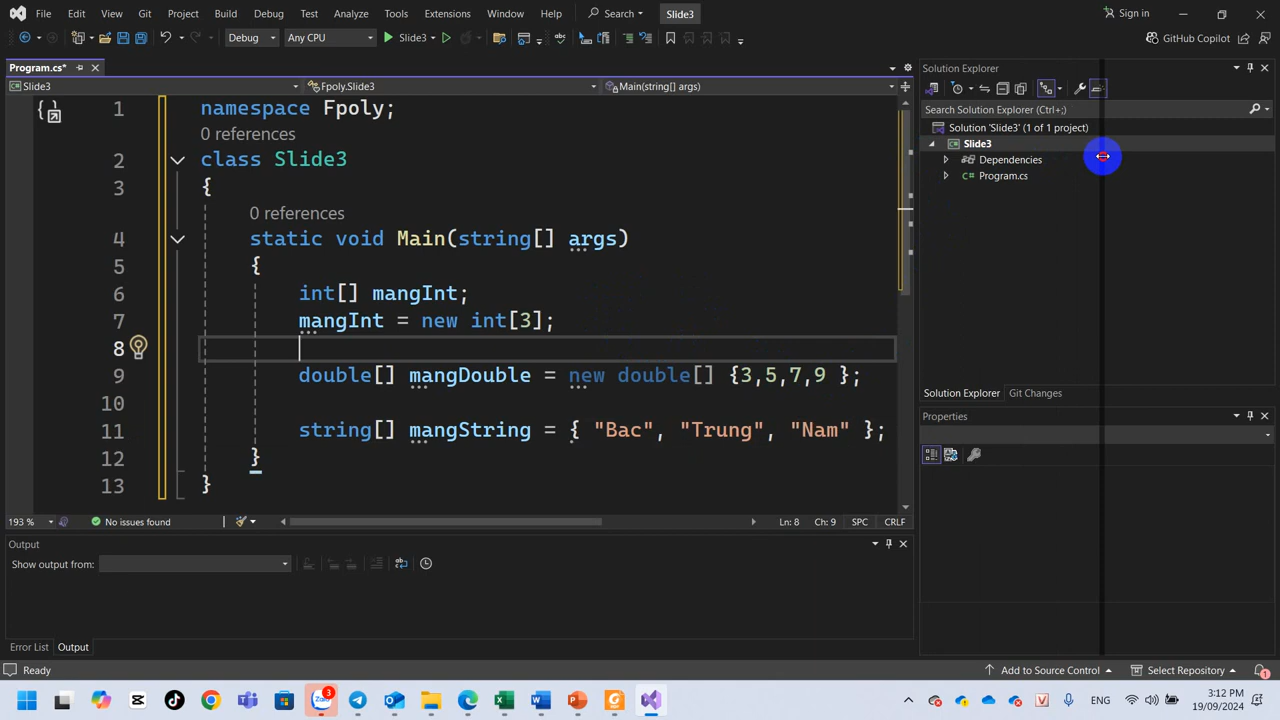 File Edit View Git Project Build Debug Test Analyze Tools Extensions Window Help Search Slide3 Sign in
Debug Any CPU Slide3 GitHub Copilot
Program.cs*
Slide3 Fpoly.Slide3 Main(string[] args)
1 namespace Fpoly;
0 references
2 class Slide3
3 {
0 references
4 static void Main(string[] args)
5 {
6 int[] mangInt;
7 mangInt = new int[3];
8
9 double[] mangDouble = new double[] {3,5,7,9 };
10
11 string[] mangString = { "Bac", "Trung", "Nam" };
12 }
13 }
193 % No issues found Ln: 8 Ch: 9 SPC CRLF
Output
Show output from:
Error List Output
Solution Explorer
Search Solution Explorer (Ctrl+;)
Solution 'Slide3' (1 of 1 project)
Slide3
Dependencies
C# Program.cs
Solution Explorer Git Changes
Properties
Ready Add to Source Control Select Repository 1
Zalo 3 ENG 3:12 PM
19/09/2024